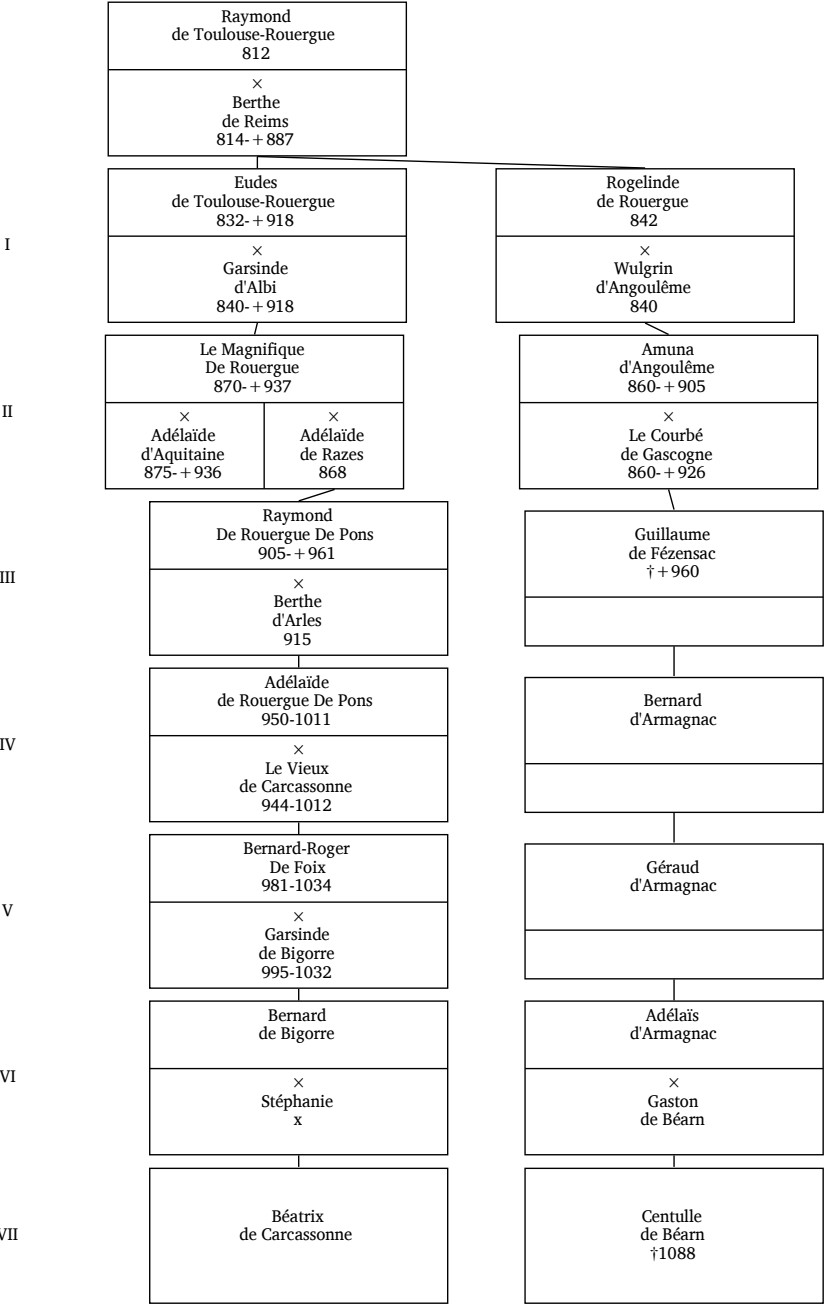 Raymond
de Toulouse-Rouergue
812
×
Berthe
de Reims
814-+887
I
Eudes
de Toulouse-Rouergue
832-+918
×
Garsinde
d'Albi
840-+918
Rogelinde
de Rouergue
842
×
Wulgrin
d'Angoulême
840
II
Le Magnifique
De Rouergue
870-+937
×
Adélaïde
d'Aquitaine
875-+936
×
Adélaïde
de Razes
868
Amuna
d'Angoulême
860-+905
×
Le Courbé
de Gascogne
860-+926
III
Raymond
De Rouergue De Pons
905-+961
×
Berthe
d'Arles
915
Guillaume
de Fézensac
†+960
IV
Adélaïde
de Rouergue De Pons
950-1011
×
Le Vieux
de Carcassonne
944-1012
Bernard
d'Armagnac
V
Bernard-Roger
De Foix
981-1034
×
Garsinde
de Bigorre
995-1032
Géraud
d'Armagnac
VI
Bernard
de Bigorre
×
Stéphanie
x
Adélaïs
d'Armagnac
×
Gaston
de Béarn
VII
Béatrix
de Carcassonne
Centulle
de Béarn
†1088